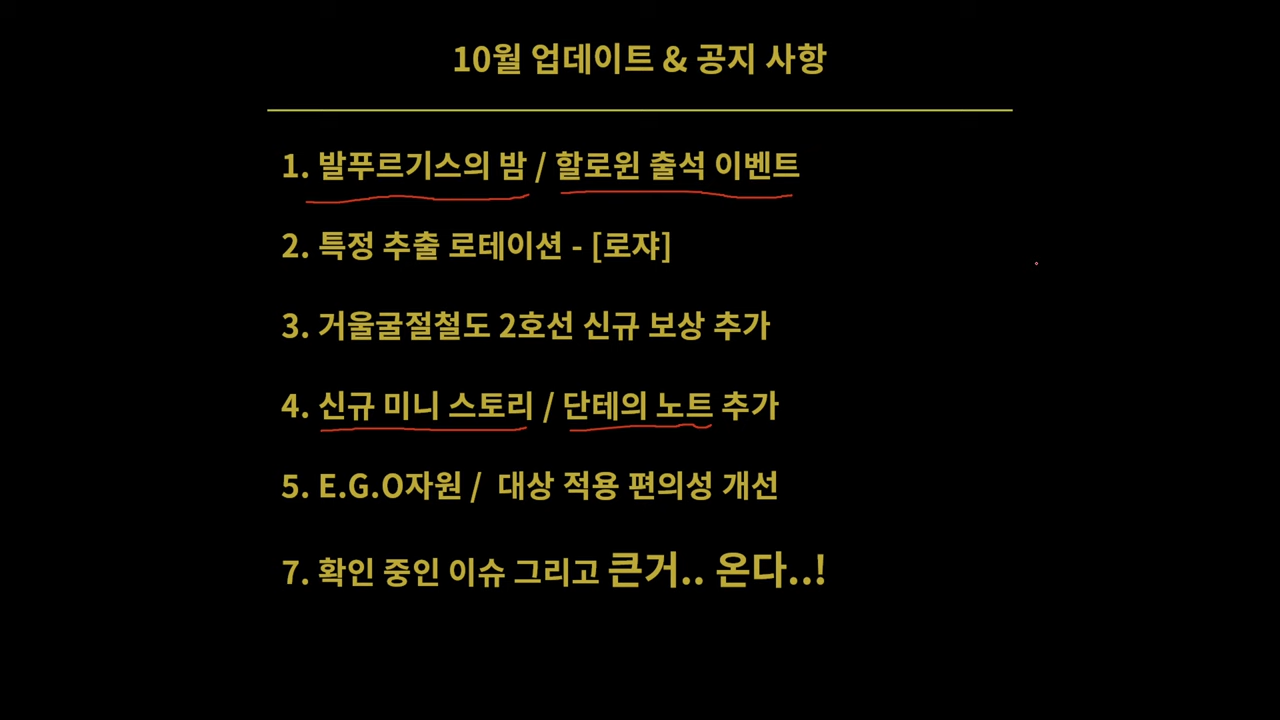 10월 업데이트 & 공지 사항
1. 발푸르기스의 밤 / 할로윈 출석 이벤트
2. 특정 추출 로테이션 - [로쟈]
3. 거울굴절철도 2호선 신규 보상 추가
4. 신규 미니 스토리 / 단테의 노트 추가
5. E.G.O자원 / 대상 적용 편의성 개선
7. 확인 중인 이슈 그리고 큰거.. 온다..!